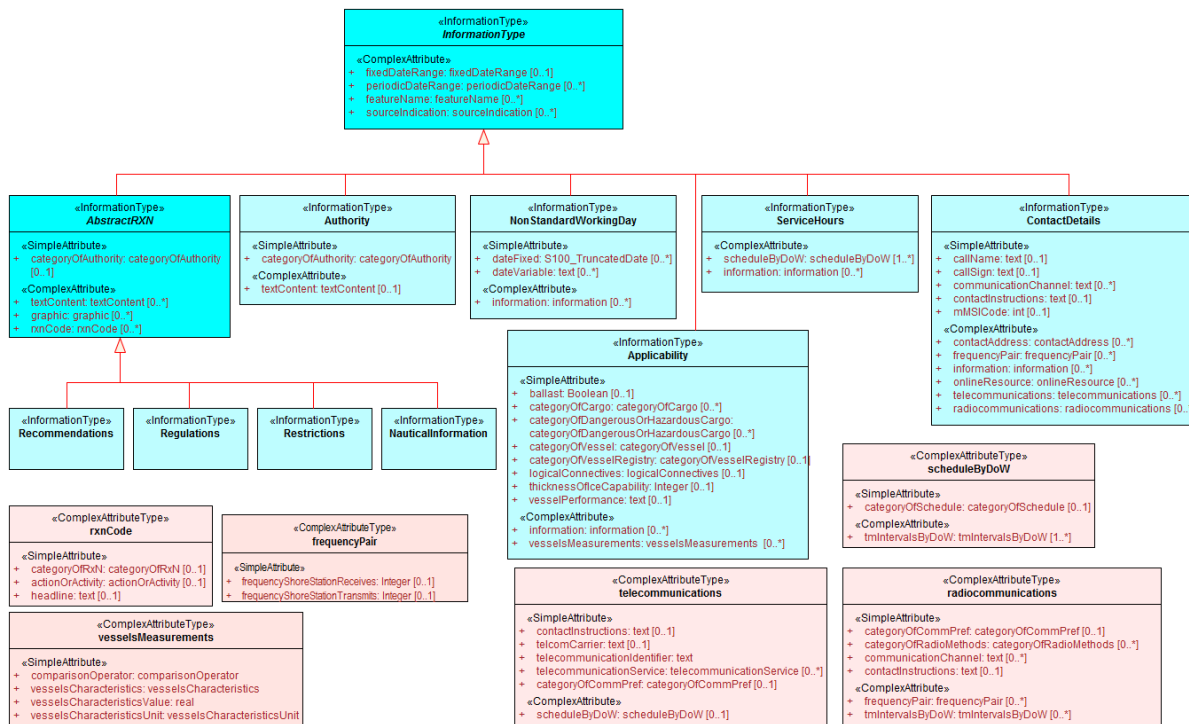 «InformationType»
InformationType
«ComplexAttribute»
+ fixedDateRange: fixedDateRange [0..1]
+ periodicDateRange: periodicDateRange [0..*]
+ featureName: featureName [0..*]
+ sourceIndication: sourceIndication [0..*]
«InformationType»
AbstractRXN
«SimpleAttribute»
+ categoryOfAuthority: categoryOfAuthority
[0..1]
«ComplexAttribute»
+ textContent: textContent [0..*]
+ graphic: graphic [0..*]
+ rxnCode: rxnCode [0..*]
«InformationType»
Authority
«SimpleAttribute»
+ categoryOfAuthority: categoryOfAuthority
«ComplexAttribute»
+ textContent: textContent [0..1]
«InformationType»
NonStandardWorkingDay
«SimpleAttribute»
+ dateFixed: S100_TruncatedDate [0..*]
+ dateVariable: text [0..*]
«ComplexAttribute»
+ information: information [0..*]
«InformationType»
ServiceHours
«ComplexAttribute»
+ scheduleByDoW: scheduleByDoW [1..*]
+ information: information [0..*]
«InformationType»
ContactDetails
«SimpleAttribute»
+ callName: text [0..1]
+ callSign: text [0..1]
+ communicationChannel: text [0..*]
+ contactInstructions: text [0..1]
+ mMSICode: int [0..1]
«ComplexAttribute»
+ contactAddress: contactAddress [0..*]
+ frequencyPair: frequencyPair [0..*]
+ information: information [0..*]
+ onlineResource: onlineResource [0..*]
+ telecommunications: telecommunications [0..*]
+ radiocommunications: radiocommunications [0..
«InformationType»
Applicability
«SimpleAttribute»
+ ballast: Boolean [0..1]
+ categoryOfCargo: categoryOfCargo [0..*]
+ categoryOfDangerousOrHazardousCargo:
categoryOfDangerousOrHazardousCargo [0..*]
+ categoryOfVessel: categoryOfVessel [0..1]
+ categoryOfVesselRegistry: categoryOfVesselRegistry [0..1]
+ logicalConnectives: logicalConnectives [0..1]
+ thicknessOfIceCapability: Integer [0..1]
+ vesselPerformance: text [0..1]
«ComplexAttribute»
+ information: information [0..*]
+ vesselsMeasurements: vesselsMeasurements [0..*]
«InformationType»
Recommendations
«InformationType»
Regulations
«InformationType»
Restrictions
«InformationType»
NauticalInformation
«ComplexAttributeType»
scheduleByDoW
«SimpleAttribute»
+ categoryOfSchedule: categoryOfSchedule [0..1]
«ComplexAttribute»
+ tmIntervalsByDoW: tmIntervalsByDoW [1..*]
«ComplexAttributeType»
rxnCode
«SimpleAttribute»
+ categoryOfRxN: categoryOfRxN [0..1]
+ actionOrActivity: actionOrActivity [0..1]
+ headline: text [0..1]
«ComplexAttributeType»
frequencyPair
«SimpleAttribute»
+ frequencyShoreStationReceives: Integer [0..1]
+ frequencyShoreStationTransmits: Integer [0..1]
«ComplexAttributeType»
telecommunications
«SimpleAttribute»
+ contactInstructions: text [0..1]
+ telcomCarrier: text [0..1]
+ telecommunicationIdentifier: text
+ telecommunicationService: telecommunicationService [0..*]
+ categoryOfCommPref: categoryOfCommPref [0..1]
«ComplexAttribute»
+ scheduleByDoW: scheduleByDoW [0..1]
«ComplexAttributeType»
radiocommunications
«SimpleAttribute»
+ categoryOfCommPref: categoryOfCommPref [0..1]
+ categoryOfRadioMethods: categoryOfRadioMethods [0..*]
+ communicationChannel: text [0..*]
+ contactInstructions: text [0..1]
«ComplexAttribute»
+ frequencyPair: frequencyPair [0..*]
+ tmIntervalsByDoW: tmIntervalsByDoW [0..*]
«ComplexAttributeType»
vesselsMeasurements
«SimpleAttribute»
+ comparisonOperator: comparisonOperator
+ vesselsCharacteristics: vesselsCharacteristics
+ vesselsCharacteristicsValue: real
+ vesselsCharacteristicsUnit: vesselsCharacteristicsUnit